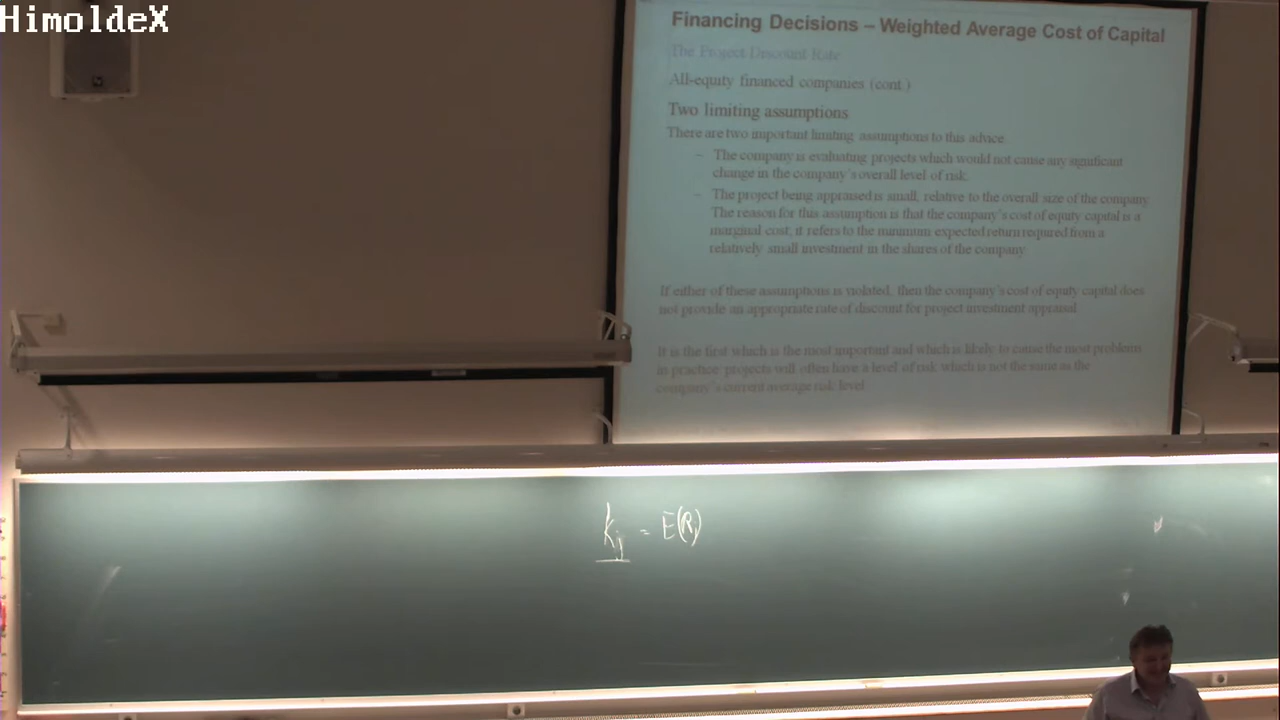 HimoldeX
Financing Decisions – Weighted Average Cost of Capital
The Project Discount Rate
All-equity financed companies (cont.)
Two limiting assumptions
There are two important limiting assumptions to this advice:
– The company is evaluating projects which would not cause any significant
change in the company's overall level of risk.
– The project being appraised is small, relative to the overall size of the company.
The reason for this assumption is that the company's cost of equity capital is a
marginal cost, it refers to the minimum expected return required from a
relatively small investment in the shares of the company
If either of these assumptions is violated, then the company's cost of equity capital does
not provide an appropriate rate of discount for project investment appraisal.
It is the first which is the most important and which is likely to cause the most problems
in practice: projects will often have a level of risk which is not the same as the
company's current average risk level
Kj = E(Rj)